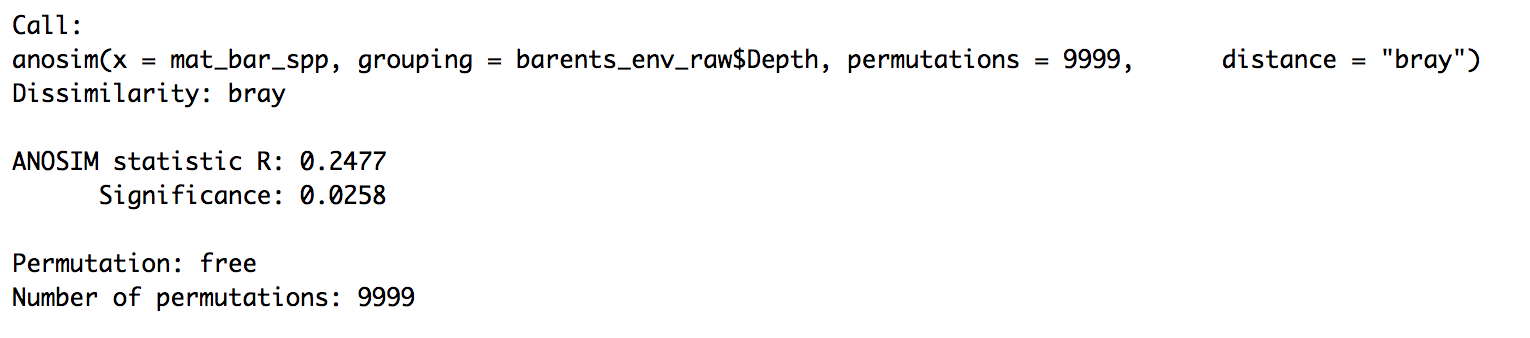 Call:
anosim(x = mat_bar_spp, grouping = barents_env_raw$Depth, permutations = 9999,      distance = "bray")
Dissimilarity: bray
ANOSIM statistic R: 0.2477
      Significance: 0.0258
Permutation: free
Number of permutations: 9999